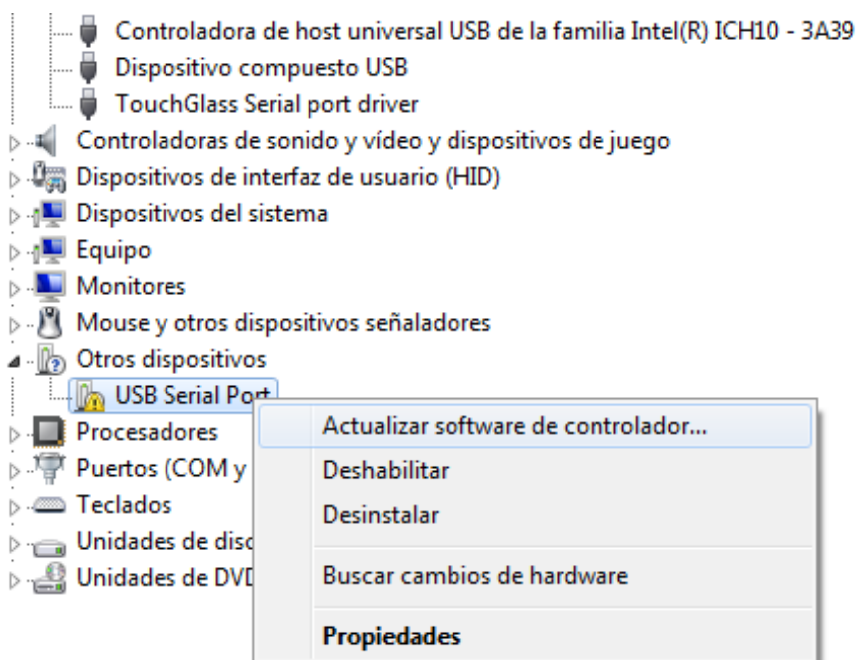 Controladora de host universal USB de la familia Intel(R) ICH10 - 3A39
Dispositivo compuesto USB
TouchGlass Serial port driver
Controladoras de sonido y vídeo y dispositivos de juego
Dispositivos de interfaz de usuario (HID)
Dispositivos del sistema
Equipo
Monitores
Mouse y otros dispositivos señaladores
Otros dispositivos
USB Serial Port
Procesadores
Puertos (COM y
Teclados
Unidades de disc
Unidades de DVD
Actualizar software de controlador...
Deshabilitar
Desinstalar
Buscar cambios de hardware
Propiedades